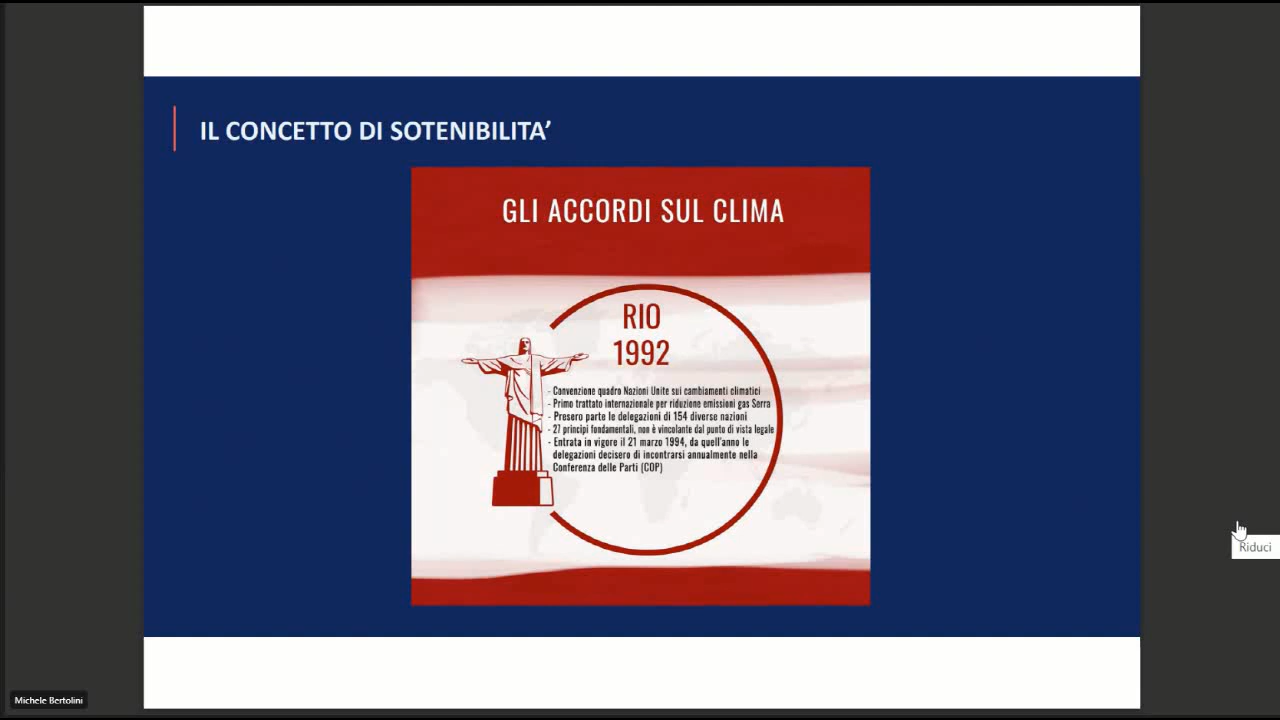 IL CONCETTO DI SOTENIBILITA’
GLI ACCORDI SUL CLIMA
RIO
1992
- Convenzione quadro Nazioni Unite sui cambiamenti climatici
- Primo trattato internazionale per riduzione emissioni gas Serra
- Presero parte le delegazioni di 154 diverse nazioni
- 27 principi fondamentali, non è vincolante dal punto di vista legale
- Entrata in vigore il 21 marzo 1994, da quell'anno le
delegazioni decisero di incontrarsi annualmente nella
Conferenza delle Parti (COP)
Riduci
Michele Bertolini